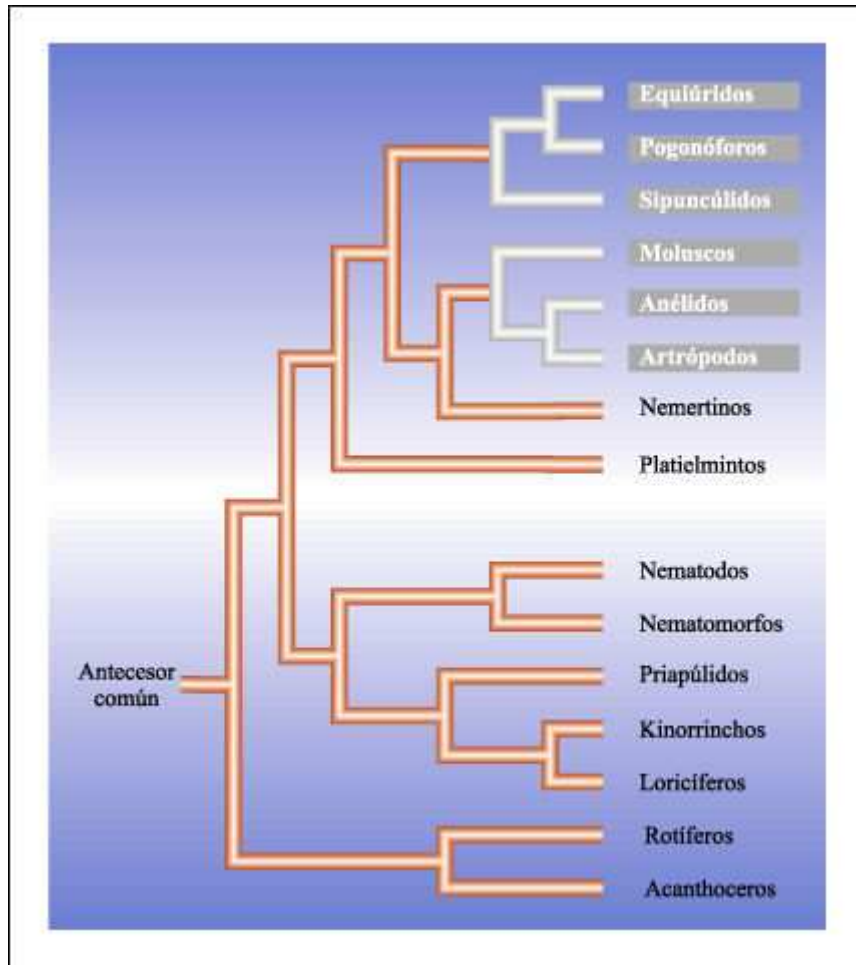 Equiúridos
Pogonóforos
Sipuncúlidos
Moluscos
Anélidos
Artrópodos
Nemertinos
Platielmintos
Nematodos
Nematomorfos
Antecesor
común
Priapúlidos
Kinorrinchos
Loricíferos
Rotíferos
Acanthoceros